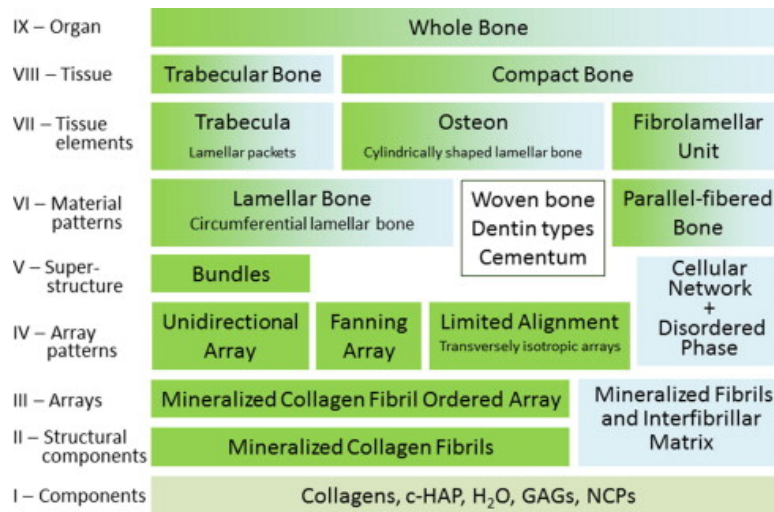 IX – Organ
Whole Bone
VIII – Tissue
Trabecular Bone
Compact Bone
VII – Tissue
elements
Trabecula
Lamellar packets
Osteon
Cylindrically shaped lamellar bone
Fibrolamellar
Unit
VI – Material
patterns
Lamellar Bone
Circumferential lamellar bone
Woven bone
Dentin types
Cementum
Parallel-fibered
Bone
V – Super-
structure
Bundles
Cellular
Network
+
Disordered
Phase
IV – Array
patterns
Unidirectional
Array
Fanning
Array
Limited Alignment
Transversely isotropic arrays
III – Arrays
Mineralized Collagen Fibril Ordered Array
Mineralized Fibrils
and Interfibrillar
Matrix
II – Structural
components
Mineralized Collagen Fibrils
I – Components
Collagens, c-HAP, H₂O, GAGs, NCPs